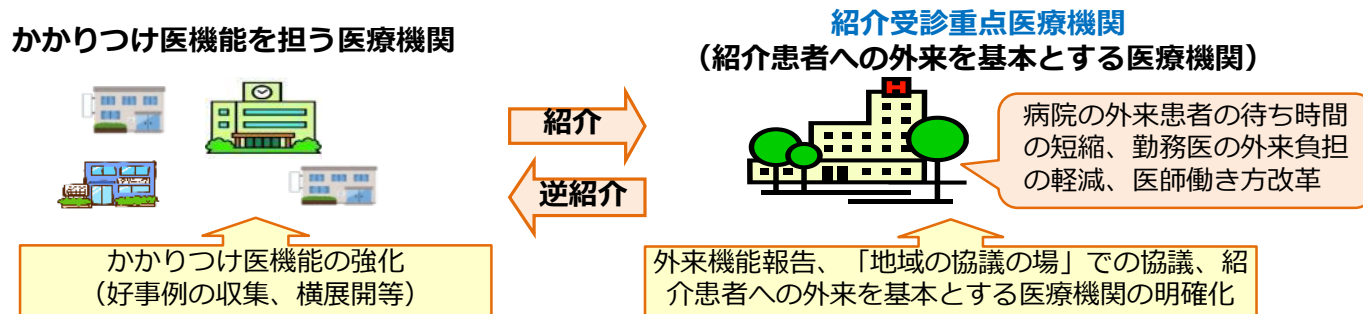 かかりつけ医機能を担う医療機関
紹介受診重点医療機関
（紹介患者への外来を基本とする医療機関）
H
紹介
逆紹介
病院の外来患者の待ち時間
の短縮、勤務医の外来負担
の軽減、医師働き方改革
かかりつけ医機能の強化
（好事例の収集、横展開等）
外来機能報告、「地域の協議の場」での協議、紹
介患者への外来を基本とする医療機関の明確化